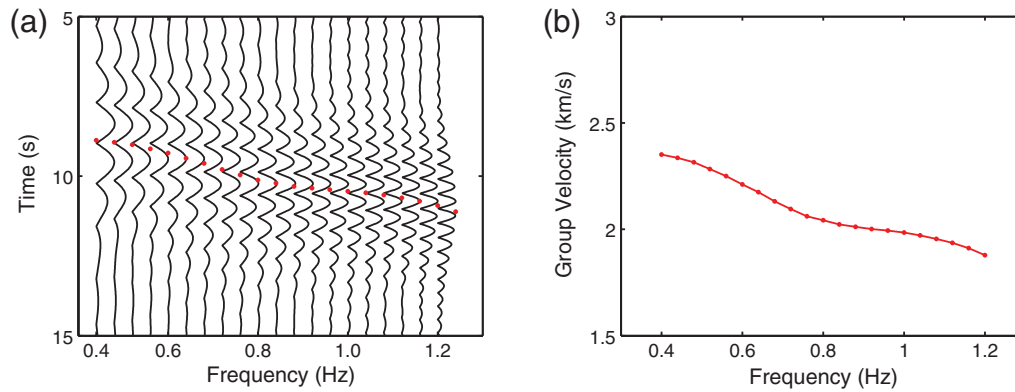 (a)
5
10
15
Time (s)
0.4 0.6 0.8 1.0 1.2
Frequency (Hz)
(b)
3
2.5
2
1.5
Group Velocity (km/s)
0.4 0.6 0.8 1 1.2
Frequency (Hz)